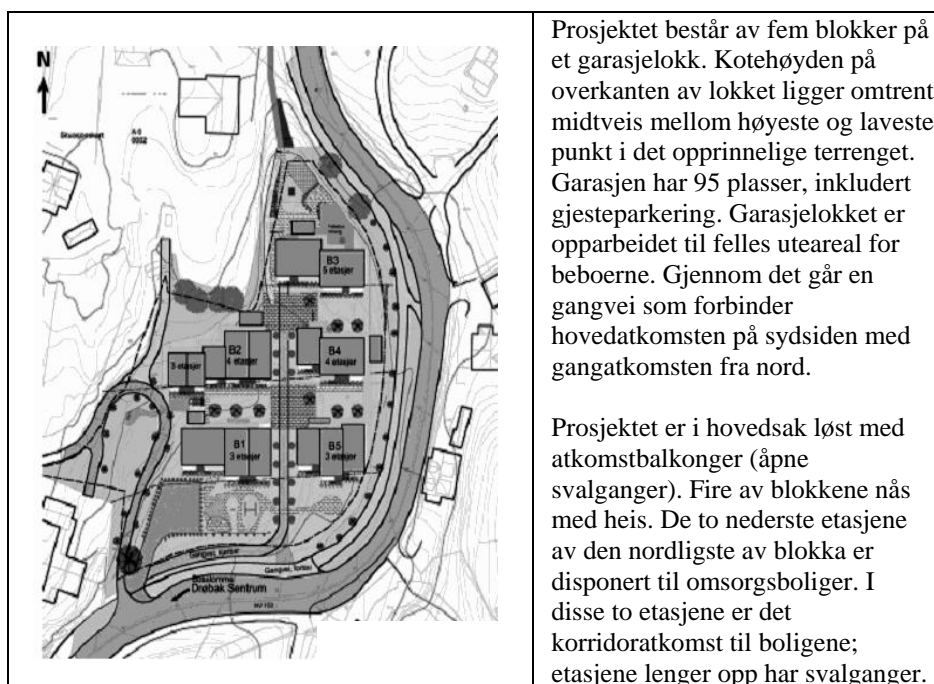 N
A-6
B3
5 etasjer
B2
4 etasjer
B4
4 etasjer
3 etasjer
B1
3 etasjer
B5
3 etasjer
Gangvei, fortau
Gangvei, fortau
Drøbak Sentrum
Prosjektet består av fem blokker på
et garasjelokk. Kotehøyden på
overkanten av lokket ligger omtrent
midtveis mellom høyeste og laveste
punkt i det opprinnelige terrenget.
Garasjen har 95 plasser, inkludert
gjesteparkering. Garasjelokket er
opparbeidet til felles uteareal for
beboerne. Gjennom det går en
gangvei som forbinder
hovedatkomsten på sydsiden med
gangatkomsten fra nord.
Prosjektet er i hovedsak løst med
atkomstbalkonger (åpne
svalganger). Fire av blokkene nås
med heis. De to nederste etasjene
av den nordligste av blokka er
disponert til omsorgsboliger. I
disse to etasjene er det
korridoratkomst til boligene;
etasjene lenger opp har svalganger.